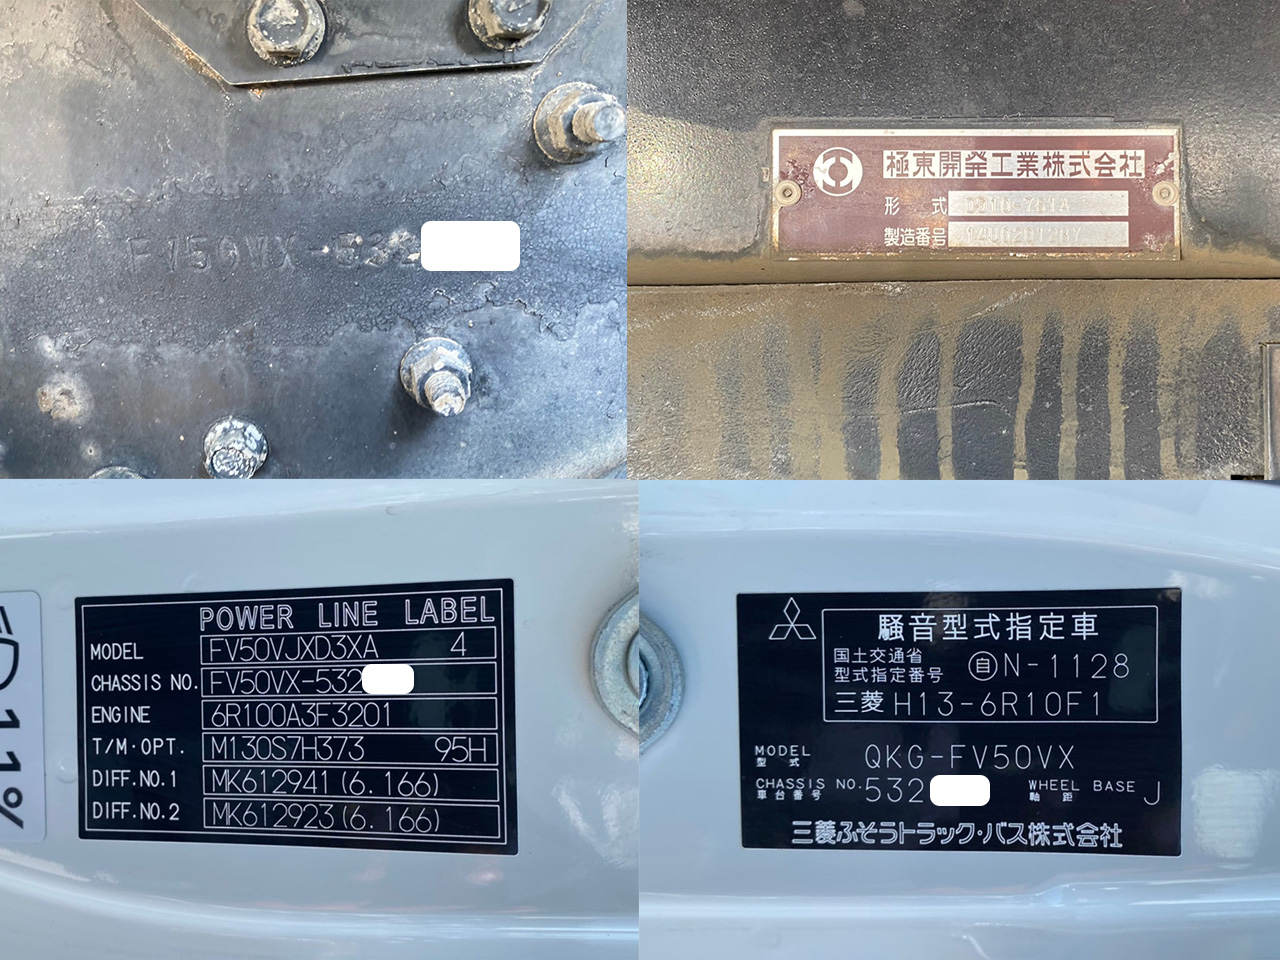 FV50VX-532
極東開発工業株式会社
形 式
製造番号
POWER LINE LABEL
MODEL FV50VJXD3XA 4
CHASSIS NO. FV50VX-532
ENGINE 6R100A3F3201
T/M·OPT. M130S7H373 95H
DIFF.NO.1 MK612941(6.166)
DIFF.NO.2 MK612923(6.166)
11%
騒音型式指定車
国土交通省
型式指定番号 自N-1128
三菱 H13-6R10F1
MODEL
型 式
QKG-FV50VX
CHASSIS NO.
車台番号
532
WHEEL BASE
軸 距
J
三菱ふそうトラック・バス株式会社